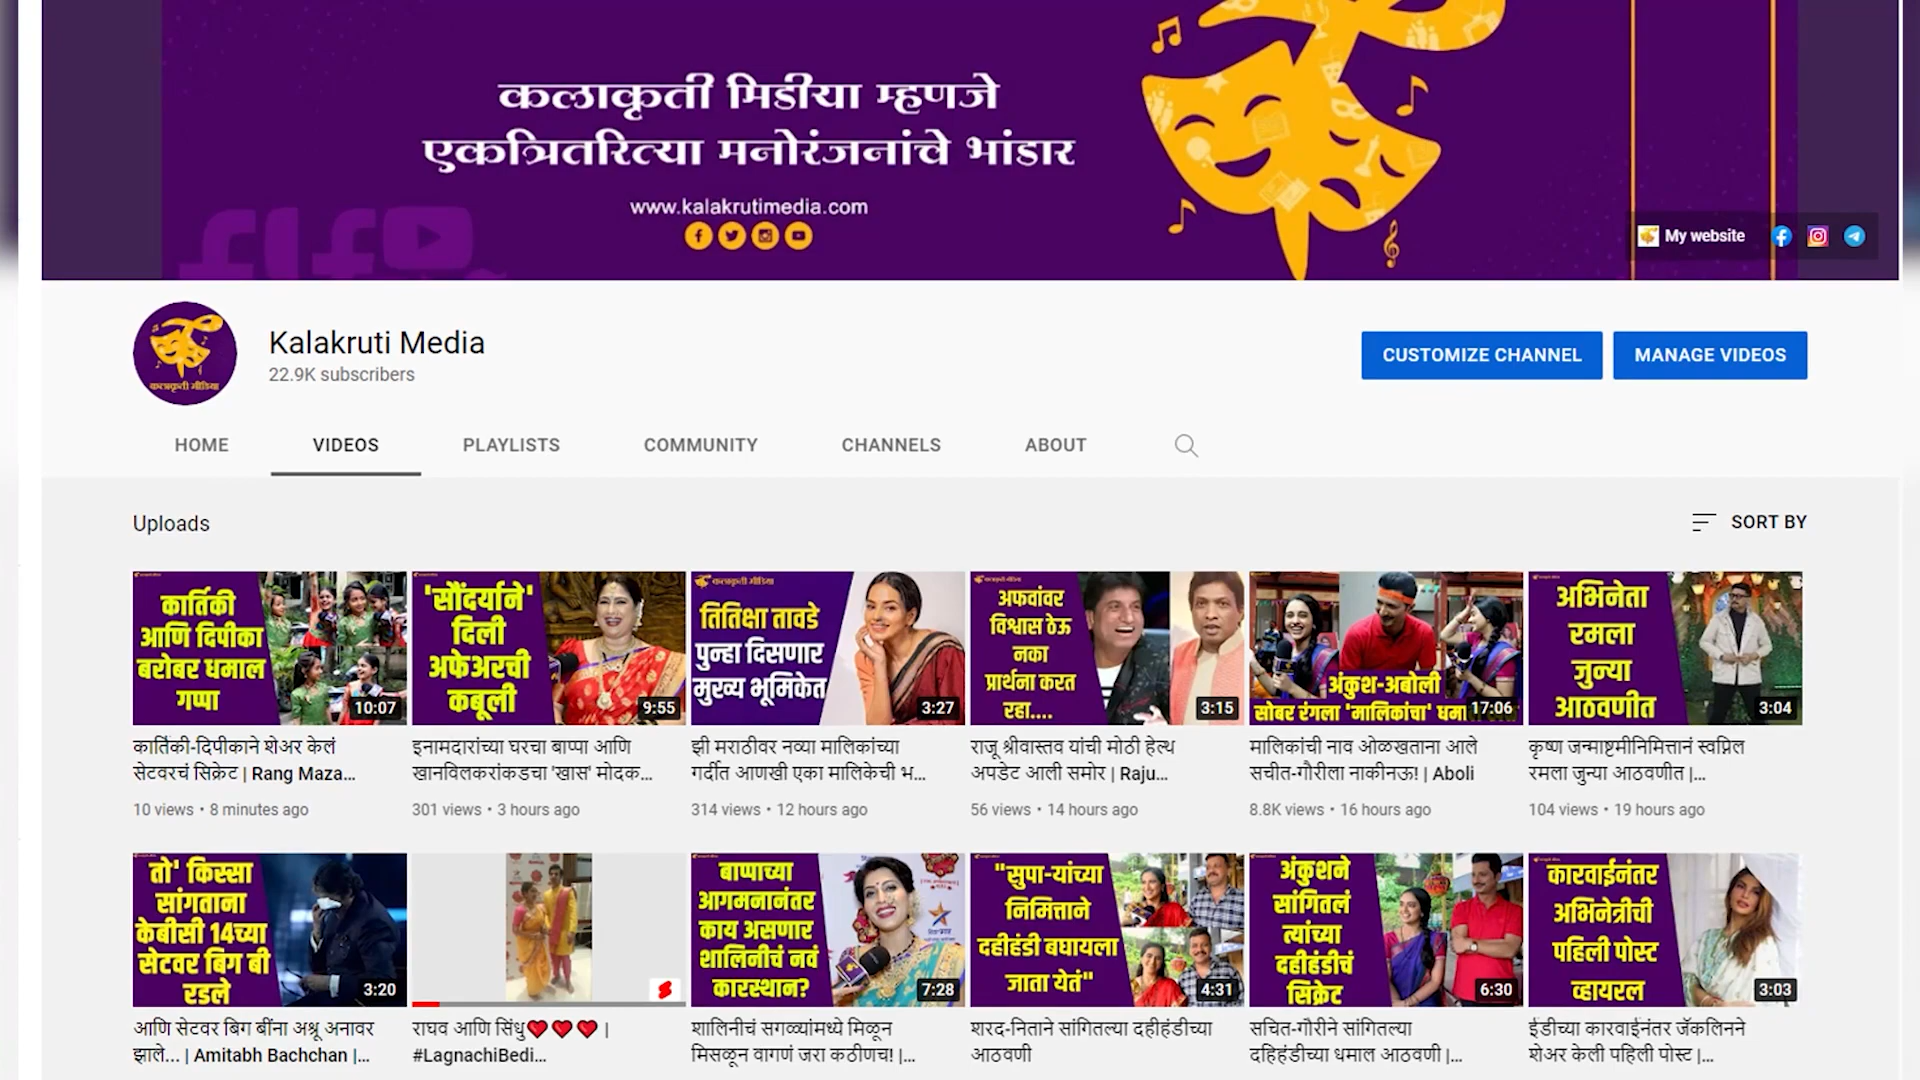 कलाकृती मिडीया म्हणजे
एकत्रितरित्या मनोरंजनांचे भांडार
www.kalakrutimedia.com
My website
कलाकृती मीडिया
Kalakruti Media
22.9K subscribers
CUSTOMIZE CHANNEL
MANAGE VIDEOS
HOME
VIDEOS
PLAYLISTS
COMMUNITY
CHANNELS
ABOUT
Uploads
SORT BY
कार्तिकी
आणि दिपीका
बरोबर धमाल
गप्पा
10:07
कार्तिकी-दिपीकाने शेअर केलं
सेटवरचं सिक्रेट | Rang Maza...
10 views • 8 minutes ago
'सौंदर्याने'
दिली
अफेअरची
कबूली
9:55
इनामदारांच्या घरचा बाप्पा आणि
खानविलकरांकडचा 'खास' मोदक...
301 views • 3 hours ago
कलाकृती मीडिया
तितिक्षा तावडे
पुन्हा दिसणार
मुख्य भूमिकेत
3:27
झी मराठीवर नव्या मालिकांच्या
गर्दीत आणखी एका मालिकेची भ...
314 views • 12 hours ago
कलाकृती मीडिया
अफवांवर
विश्वास ठेऊ
नका
प्रार्थना करत
रहा....
3:15
राजू श्रीवास्तव यांची मोठी हेल्थ
अपडेट आली समोर | Raju...
56 views • 14 hours ago
अंकुश-अबोली
सोबर रंगला 'मालिकांचा' धमा
17:06
मालिकांची नाव ओळखताना आले
सचीत-गौरीला नाकीनऊ! | Aboli
8.8K views • 16 hours ago
अभिनेता
रमला
जुन्या
आठवणीत
3:04
कृष्ण जन्माष्टमीनिमित्तानं स्वप्निल
रमला जुन्या आठवणीत |...
104 views • 19 hours ago
तो' किस्सा
सांगताना
केबीसी 14च्या
सेटवर बिग बी
रडले
3:20
आणि सेटवर बिग बींना अश्रू अनावर
झाले... | Amitabh Bachchan |...
राघव आणि सिंधु❤❤❤ |
#LagnachiBedi...
बाप्पाच्या
आगमनानंतर
काय असणार
शालिनीचं नवं
कारस्थान?
7:28
शालिनीचं सगळ्यांमध्ये मिळून
मिसळून वागणं जरा कठीणच! |...
"सुपा-यांच्या
निमित्ताने
दहीहंडी बघायला
जाता येतं"
4:31
शरद-निताने सांगितल्या दहीहंडीच्या
आठवणी
अंकुशने
सांगितलं
त्यांच्या
दहीहंडीचं
सिक्रेट
6:30
सचित-गौरीने सांगितल्या
दहिहंडीच्या धमाल आठवणी |...
कारवाईनंतर
अभिनेत्रीची
पहिली पोस्ट
व्हायरल
3:03
ईडीच्या कारवाईनंतर जॅकलिनने
शेअर केली पहिली पोस्ट |...